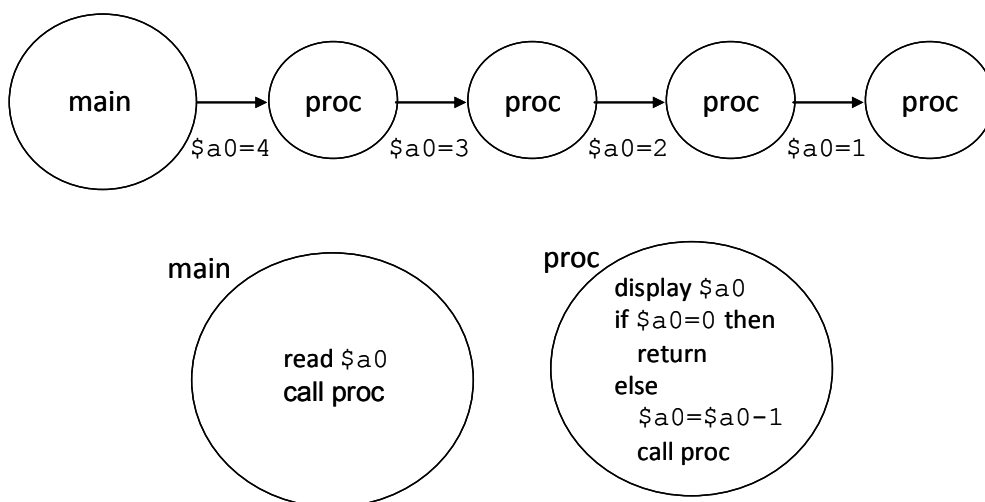 main
proc
proc
proc
proc
$a0=4
$a0=3
$a0=2
$a0=1
main
read $a0
call proc
proc
display $a0
if $a0=0 then
return
else
$a0=$a0-1
call proc